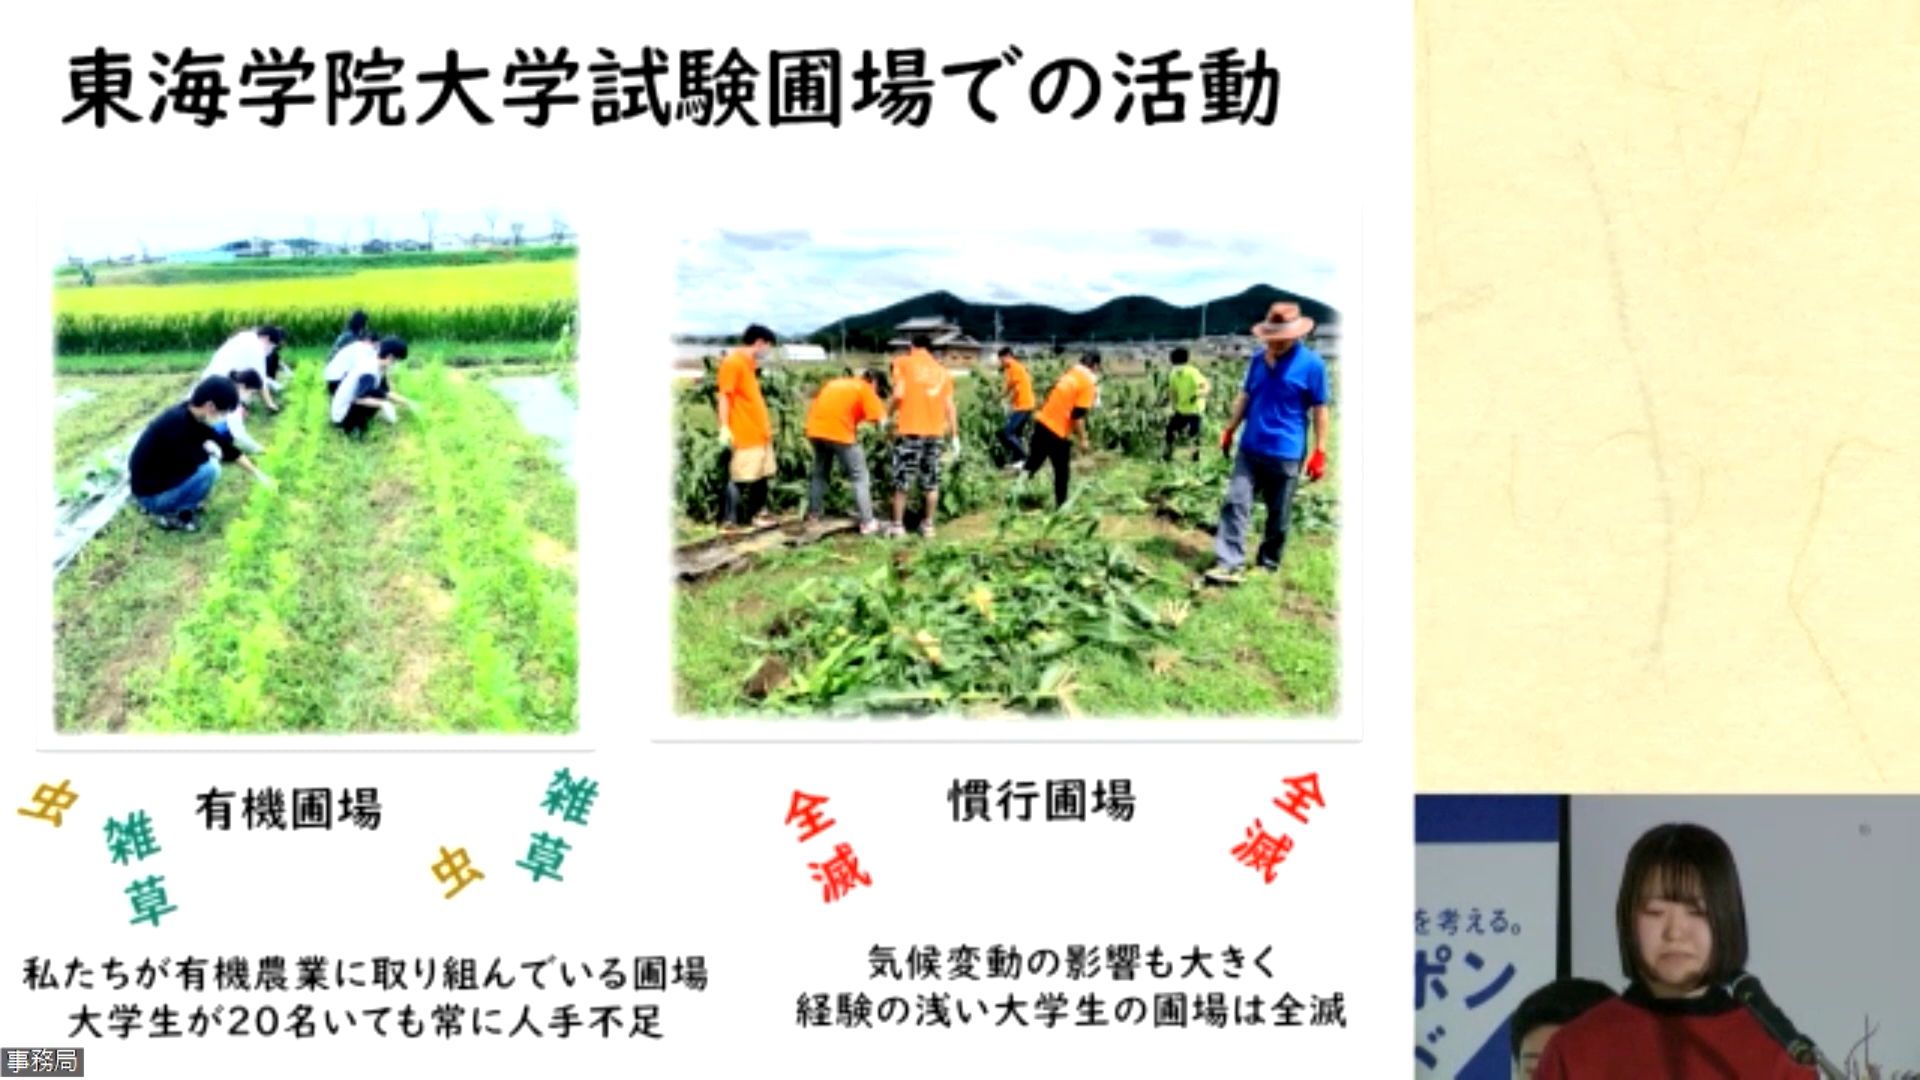 東海学院大学試験圃場での活動
虫
雑草
有機圃場
虫
雑草
全滅
慣行圃場
全滅
私たちが有機農業に取り組んでいる圃場
大学生が20名いても常に人手不足
気候変動の影響も大きく
経験の浅い大学生の圃場は全滅
を考える。
ポン
事務局